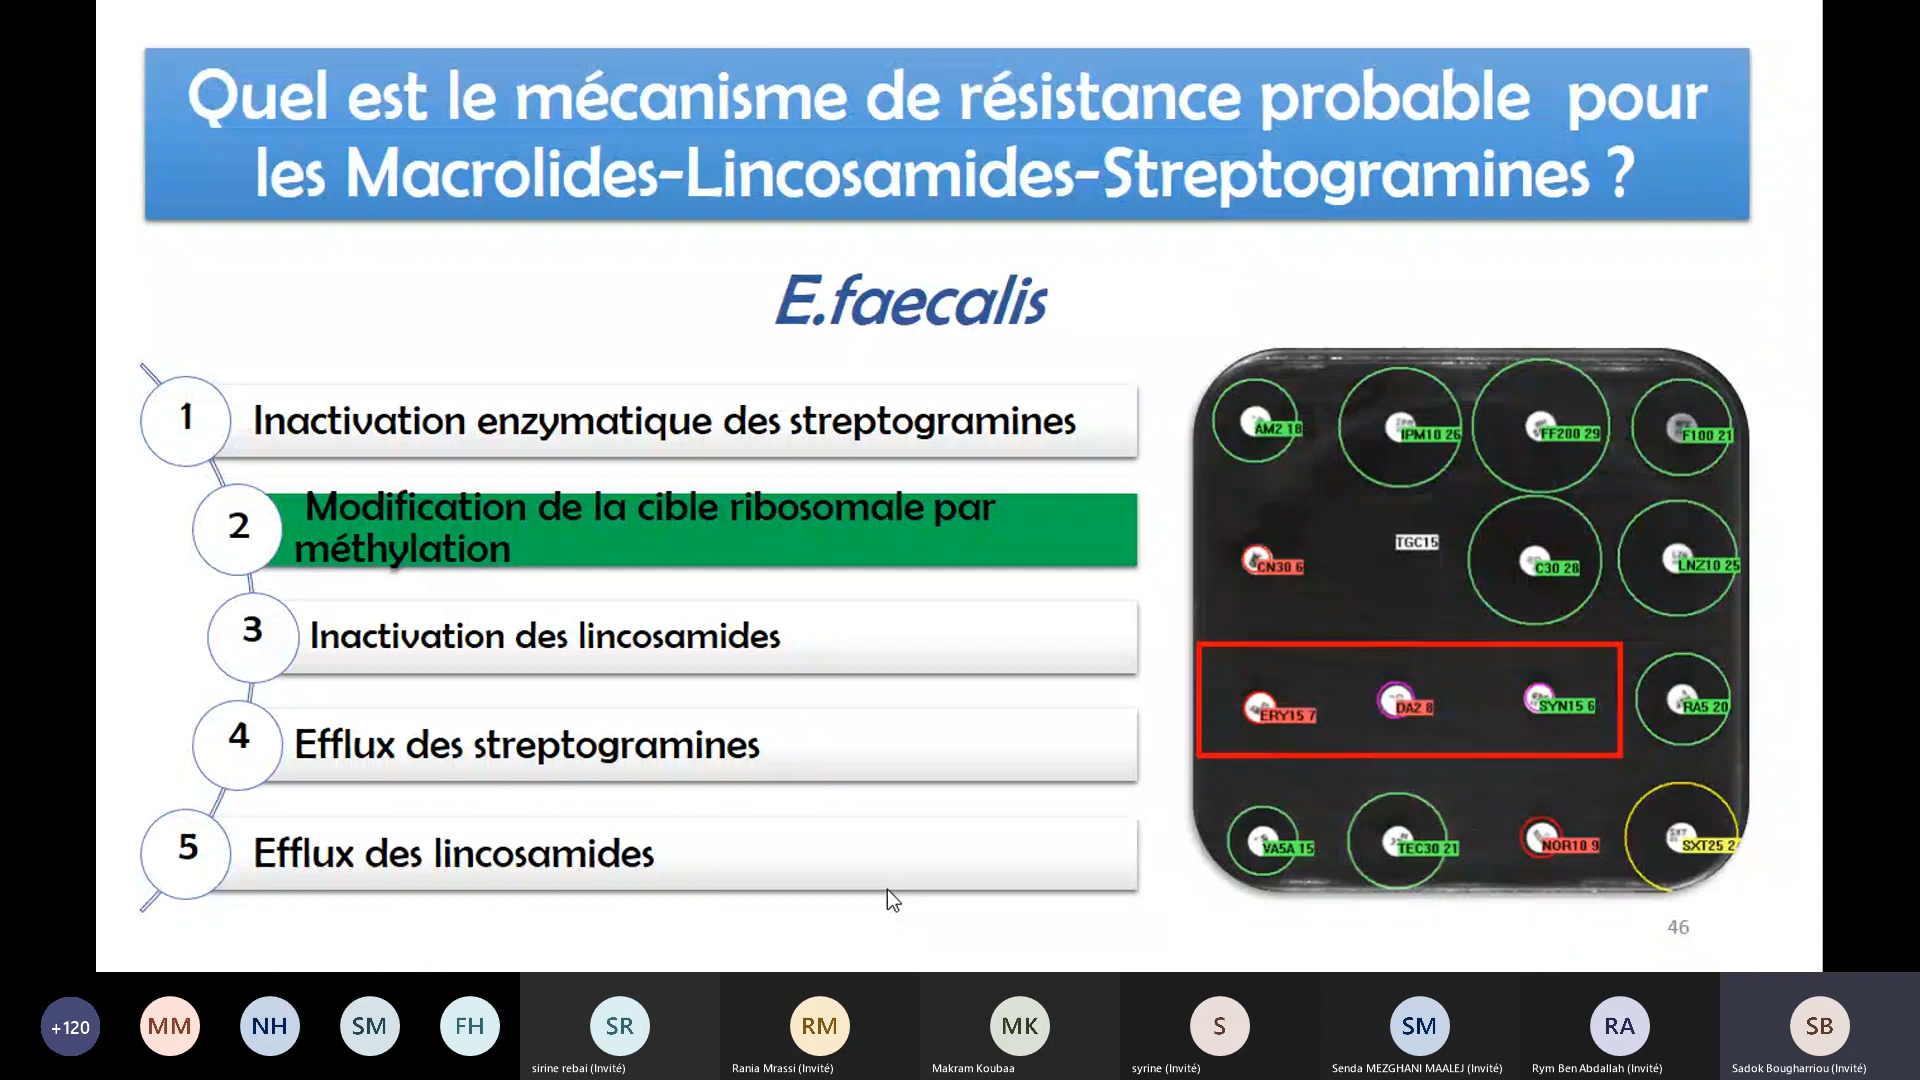 Quel est le mécanisme de résistance probable pour
les Macrolides-Lincosamides-Streptogramines ?
E.faecalis
1
Inactivation enzymatique des streptogramines
2
Modification de la cible ribosomale par
méthylation
3
Inactivation des lincosamides
4
Efflux des streptogramines
5
Efflux des lincosamides
AM2 18
IPM10 26
FF200 29
F100 21
CN30 6
TGC15
C30 28
LNZ10 25
ERY15 7
DA2 8
SYN15 6
RA5 20
VA5A 15
TEC30 21
NOR10 9
SXT25
46
+120
MM
NH
SM
FH
SR
RM
MK
S
SM
RA
SB
sirine rebai (Invité)
Rania Mrassi (Invité)
Makram Koubaa
syrine (Invité)
Senda MEZGHANI MAALEJ (Invité)
Rym Ben Abdallah (Invité)
Sadok Bougharriou (Invité)